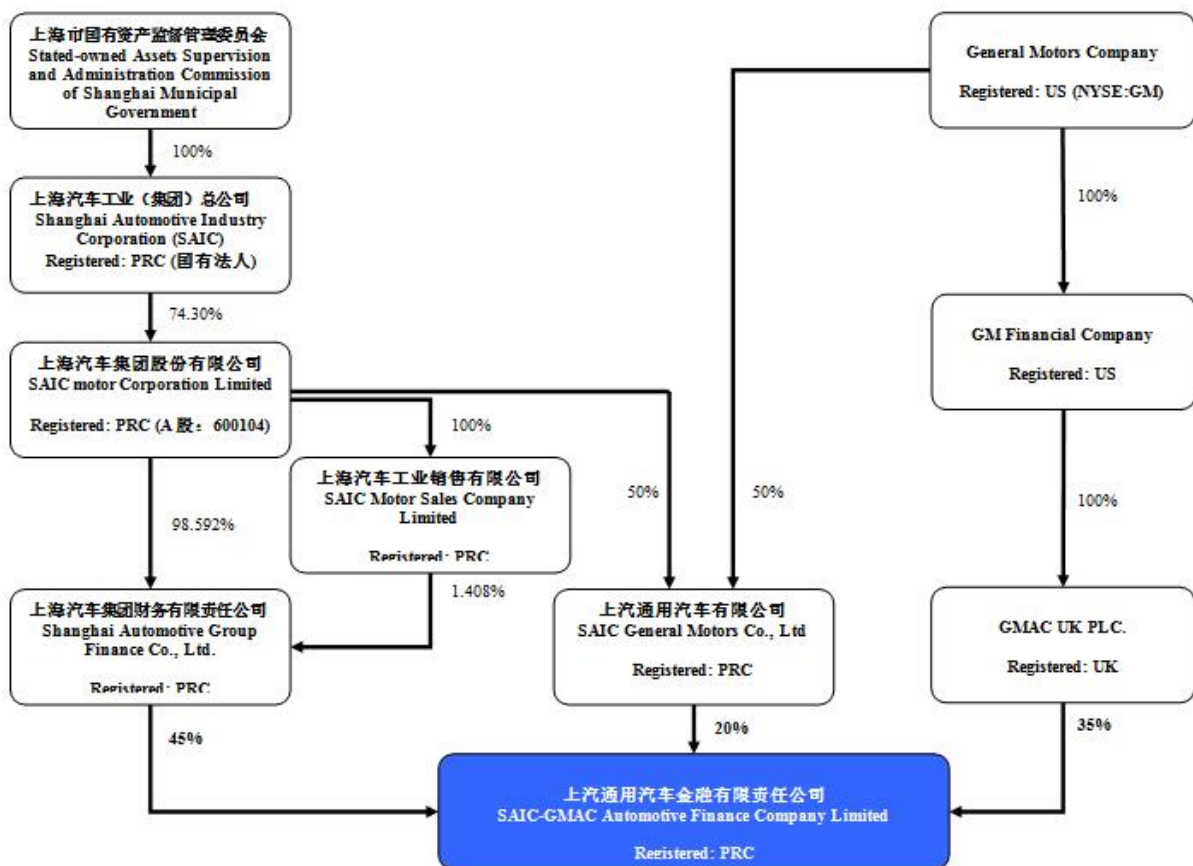 上海市国有资产监督管理委员会
Stated-owned Assets Supervision
and Administration Commission
of Shanghai Municipal
Government
General Motors Company
Registered: US (NYSE:GM)
100%
100%
上海汽车工业（集团）总公司
Shanghai Automotive Industry
Corporation (SAIC)
Registered: PRC (国有法人)
74.30%
GM Financial Company
Registered: US
上海汽车集团股份有限公司
SAIC motor Corporation Limited
Registered: PRC (A 股：600104)
100%
上海汽车工业销售有限公司
SAIC Motor Sales Company
Limited
Registered: PRC
50%
50%
100%
98.592%
1.408%
上海汽车集团财务有限责任公司
Shanghai Automotive Group
Finance Co., Ltd.
Registered: PRC
上汽通用汽车有限公司
SAIC General Motors Co., Ltd
Registered: PRC
GMAC UK PLC.
Registered: UK
45%
20%
35%
上汽通用汽车金融有限责任公司
SAIC-GMAC Automotive Finance Company Limited
Registered: PRC